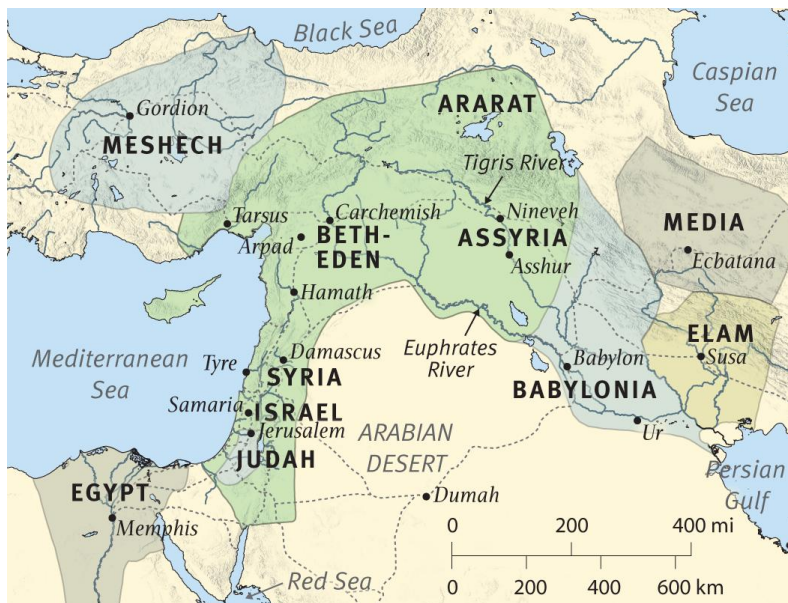 Black Sea
Caspian
Sea
ARARAT
Gordion
MESHECH
Tigris River
Tarsus
Carchemish
Nineveh
MEDIA
Arpad
BETH-
EDEN
ASSYRIA
Ecbatana
Asshur
Hamath
ELAM
Euphrates
River
Mediterranean
Sea
Tyre
Damascus
Babylon
Susa
SYRIA
BABYLONIA
Samaria
ISRAEL
Jerusalem
ARABIAN
DESERT
Ur
JUDAH
Persian
Gulf
EGYPT
Dumah
Memphis
0 200 400 mi
0 200 400 600 km
Red Sea